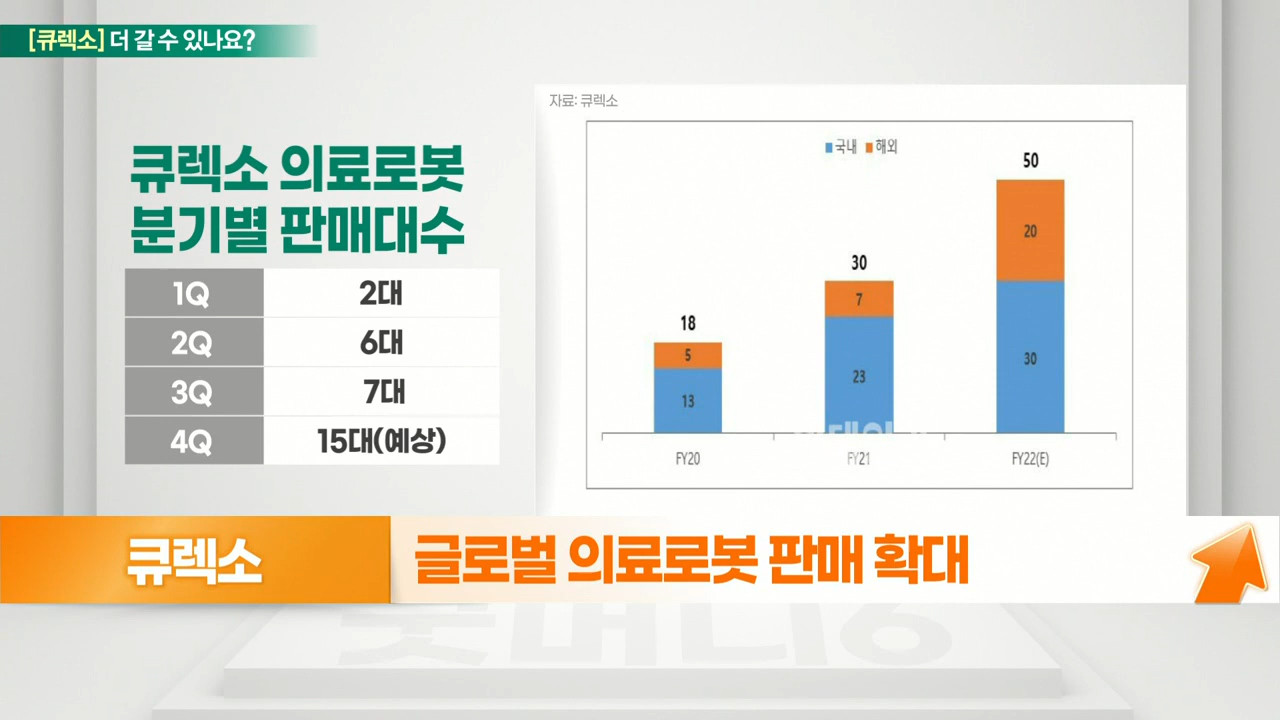 [큐렉소] 더 갈 수 있나요?
큐렉소 의료로봇
분기별 판매대수
1Q 2대
2Q 6대
3Q 7대
4Q 15대(예상)
자료: 큐렉소
국내 해외
18
5
13
30
7
23
50
20
30
FY20 FY21 FY22(E)
큐렉소
글로벌 의료로봇 판매 확대